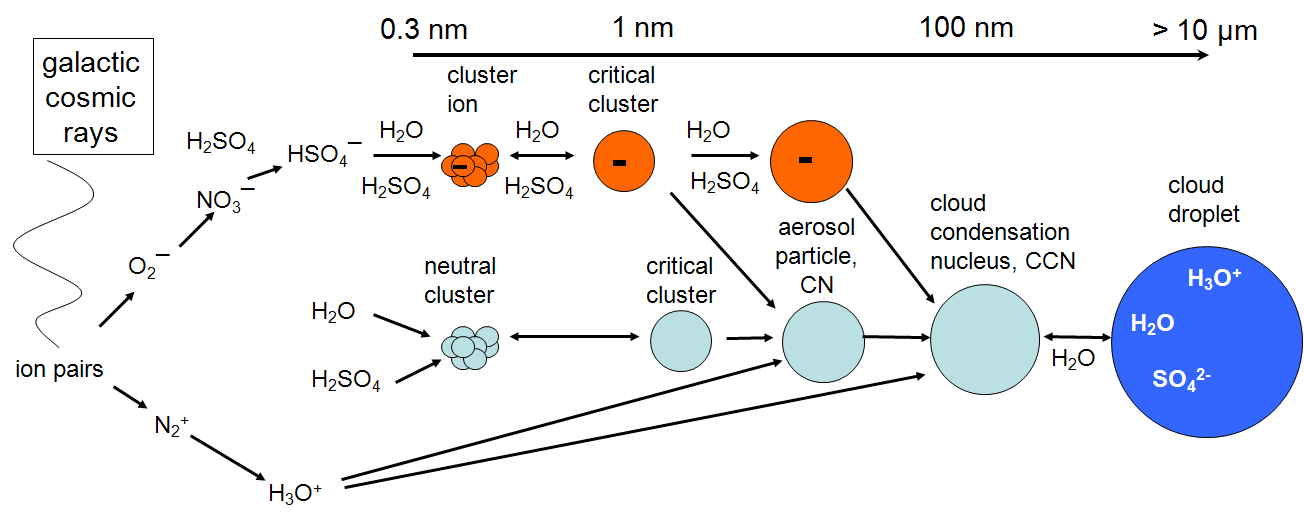 0.3 nm
1 nm
100 nm
> 10 µm
galactic
cosmic
rays
cluster
ion
critical
cluster
H₂SO₄
HSO₄⁻
H₂O
H₂SO₄
-
H₂O
H₂SO₄
-
H₂O
H₂SO₄
-
NO₃⁻
O₂⁻
ion pairs
N₂⁺
H₃O⁺
neutral
cluster
H₂O
H₂SO₄
critical
cluster
aerosol
particle,
CN
cloud
condensation
nucleus, CCN
H₂O
cloud
droplet
H₃O⁺
H₂O
SO₄²⁻